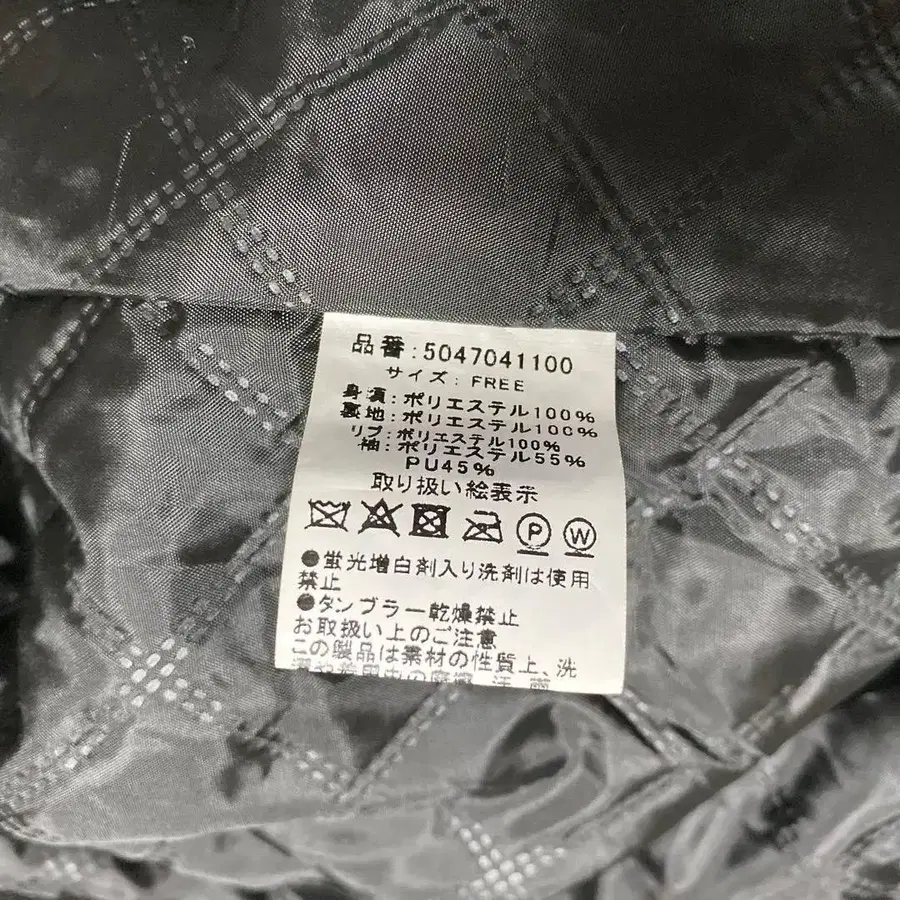 品番:5047041100
サイズ: FREE
身頃:ポリエステル100%
裏地:ポリエステル100%
リブ:ポリエステル100%
袖:ポリエステル55%
PU45%
取り扱い絵表示
P W
●蛍光増白剤入り洗剤は使用
禁止
●タンブラー乾燥禁止
お取扱い上のご注意
この製品は素材の性質上、洗